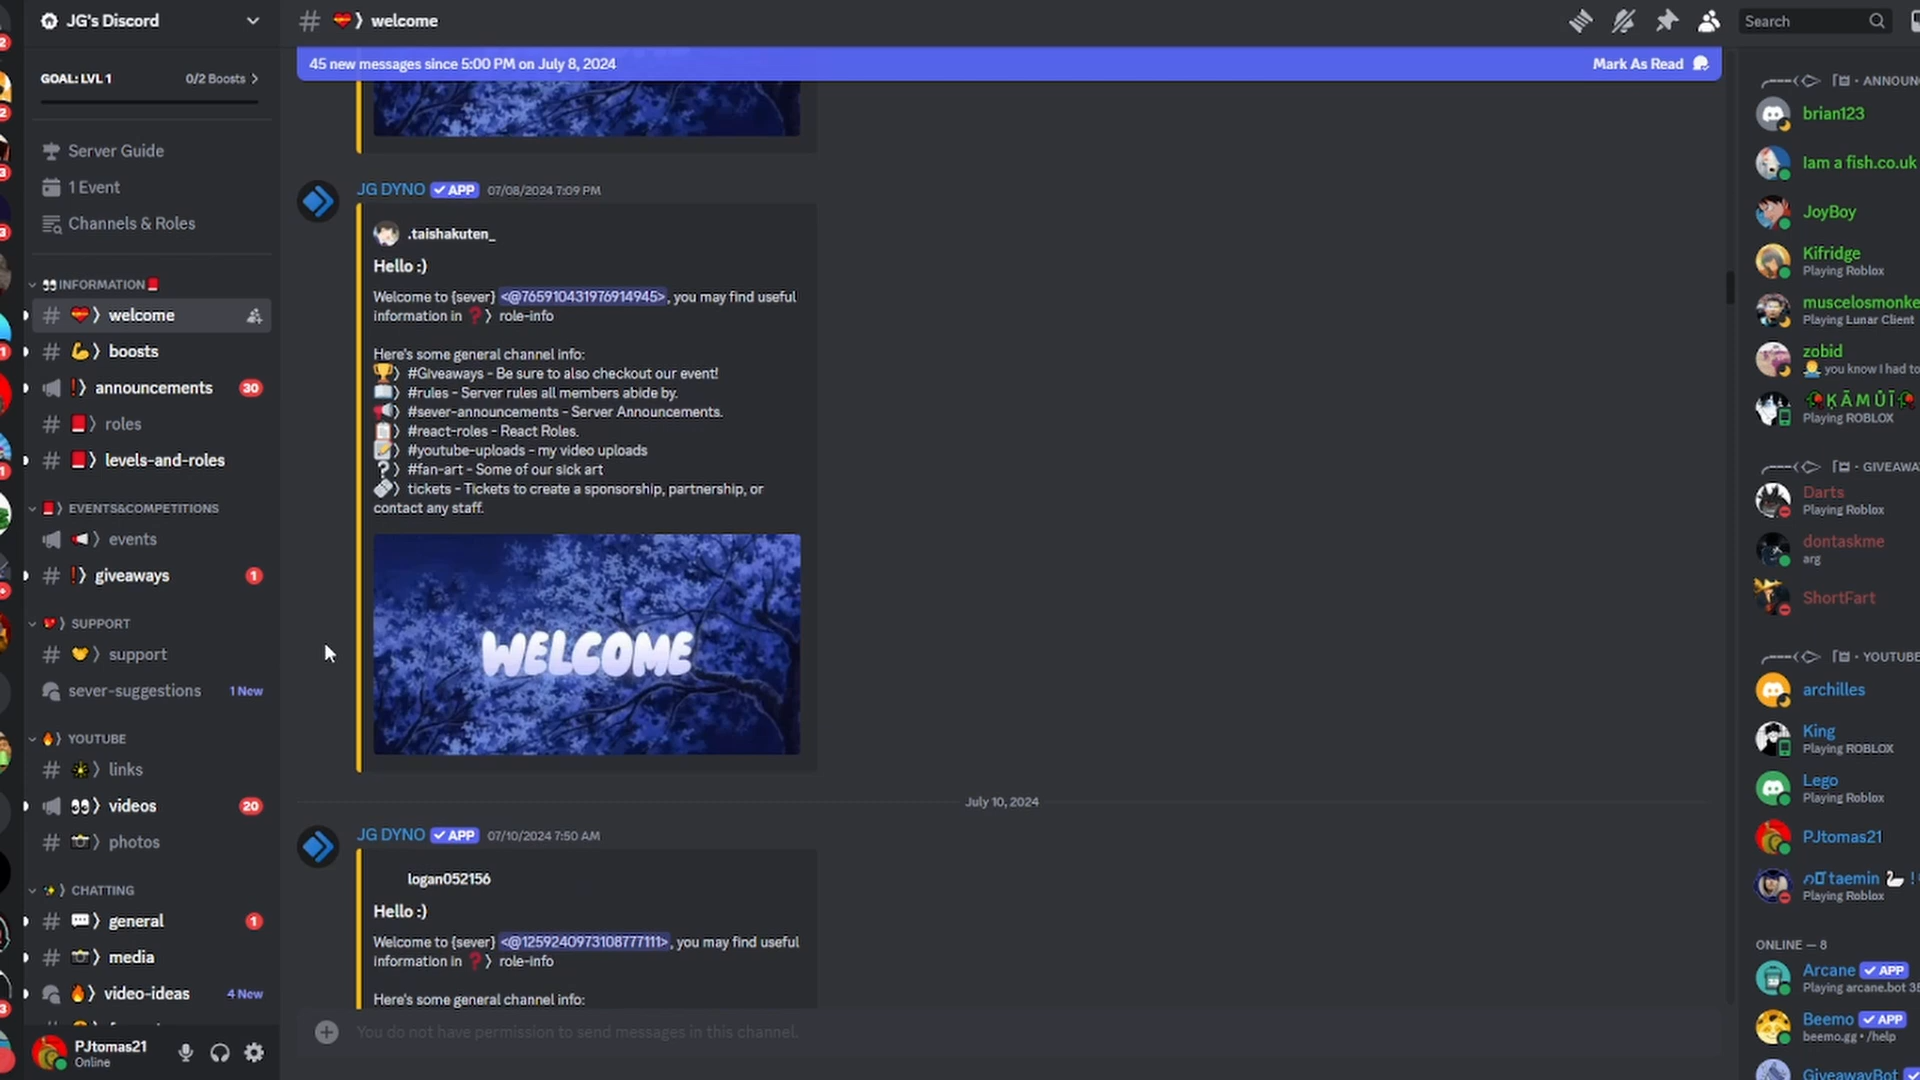 JG's Discord
GOAL: LVL 1 0/2 Boosts
Server Guide
1 Event
Channels & Roles
INFORMATION
welcome
boosts
announcements 30
roles
levels-and-roles
EVENTS&COMPETITIONS
events
giveaways 1
SUPPORT
support
sever-suggestions 1 New
YOUTUBE
links
videos 20
photos
CHATTING
general 1
media
video-ideas 4 New
PJtomas21
Online
welcome
Search
45 new messages since 5:00 PM on July 8, 2024 Mark As Read
JG DYNO APP 07/08/2024 7:09 PM
.taishakuten_
Hello :)
Welcome to {sever} <@765910431976914945>, you may find useful
information in ❓ 〉 role-info
Here's some general channel info:
〉 #Giveaways - Be sure to also checkout our event!
〉 #rules - Server rules all members abide by.
〉 #sever-announcements - Server Announcements.
〉 #react-roles - React Roles.
〉 #youtube-uploads - my video uploads
❔ 〉 #fan-art - Some of our sick art
〉 tickets - Tickets to create a sponsorship, partnership, or
contact any staff.
WELCOME
July 10, 2024
JG DYNO APP 07/10/2024 7:50 AM
logan052156
Hello :)
Welcome to {sever} <@1259240973108777111>, you may find useful
information in ❓ 〉 role-info
Here's some general channel info:
You do not have permission to send messages in this channel.
brian123
Iam a fish.co.uk
JoyBoy
Kifridge
Playing Roblox
muscelosmonke
Playing Lunar Client
zobid
you know I had to
ĶĀMŮĪ
Playing ROBLOX
GIVEAWA
Darts
Playing Roblox
dontaskme
arg
ShortFart
YOUTUBE
archilles
King
Playing ROBLOX
Lego
Playing Roblox
PJtomas21
taemin
Playing Roblox
ONLINE — 8
Arcane APP
Playing arcane.bot
Beemo APP
beemo.gg • /help
GiveawayBot